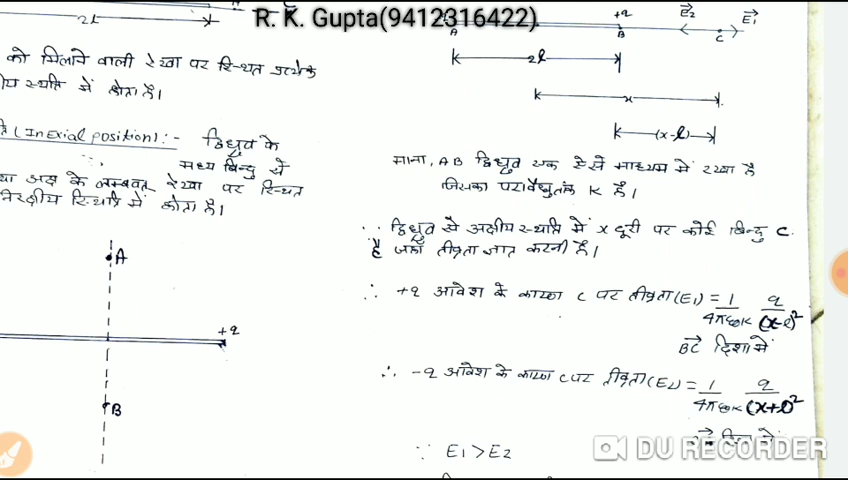 R. K. Gupta(9412316422)
2l
को मिलाने वाली रेखा पर स्थित प्रत्येक
स्थिति में होता है।
(Inexial position) :- द्विध्रुव के
मध्य बिन्दु से
अक्ष के लम्बवत् रेखा पर स्थित
निरक्षीय स्थिति में होता है।
A
+q
B
A
+q
B
E2
E1
C
2l
x
(x-l)
माना, AB द्विध्रुव एक ऐसे माध्यम में रखा है
जिसका परावैद्युतांक K है।
∵ द्विध्रुव से अक्षीय स्थिति में x दूरी पर कोई बिन्दु C
है जहाँ तीव्रता ज्ञात करनी है।
∴ +q आवेश के कारण C पर तीव्रता (E1) = 1/4πε0K q/(x-l)²
BC दिशा में
∴ -q आवेश के कारण C पर तीव्रता (E2) = 1/4πε0K q/(x+l)²
∵ E1 > E2
DU RECORDER